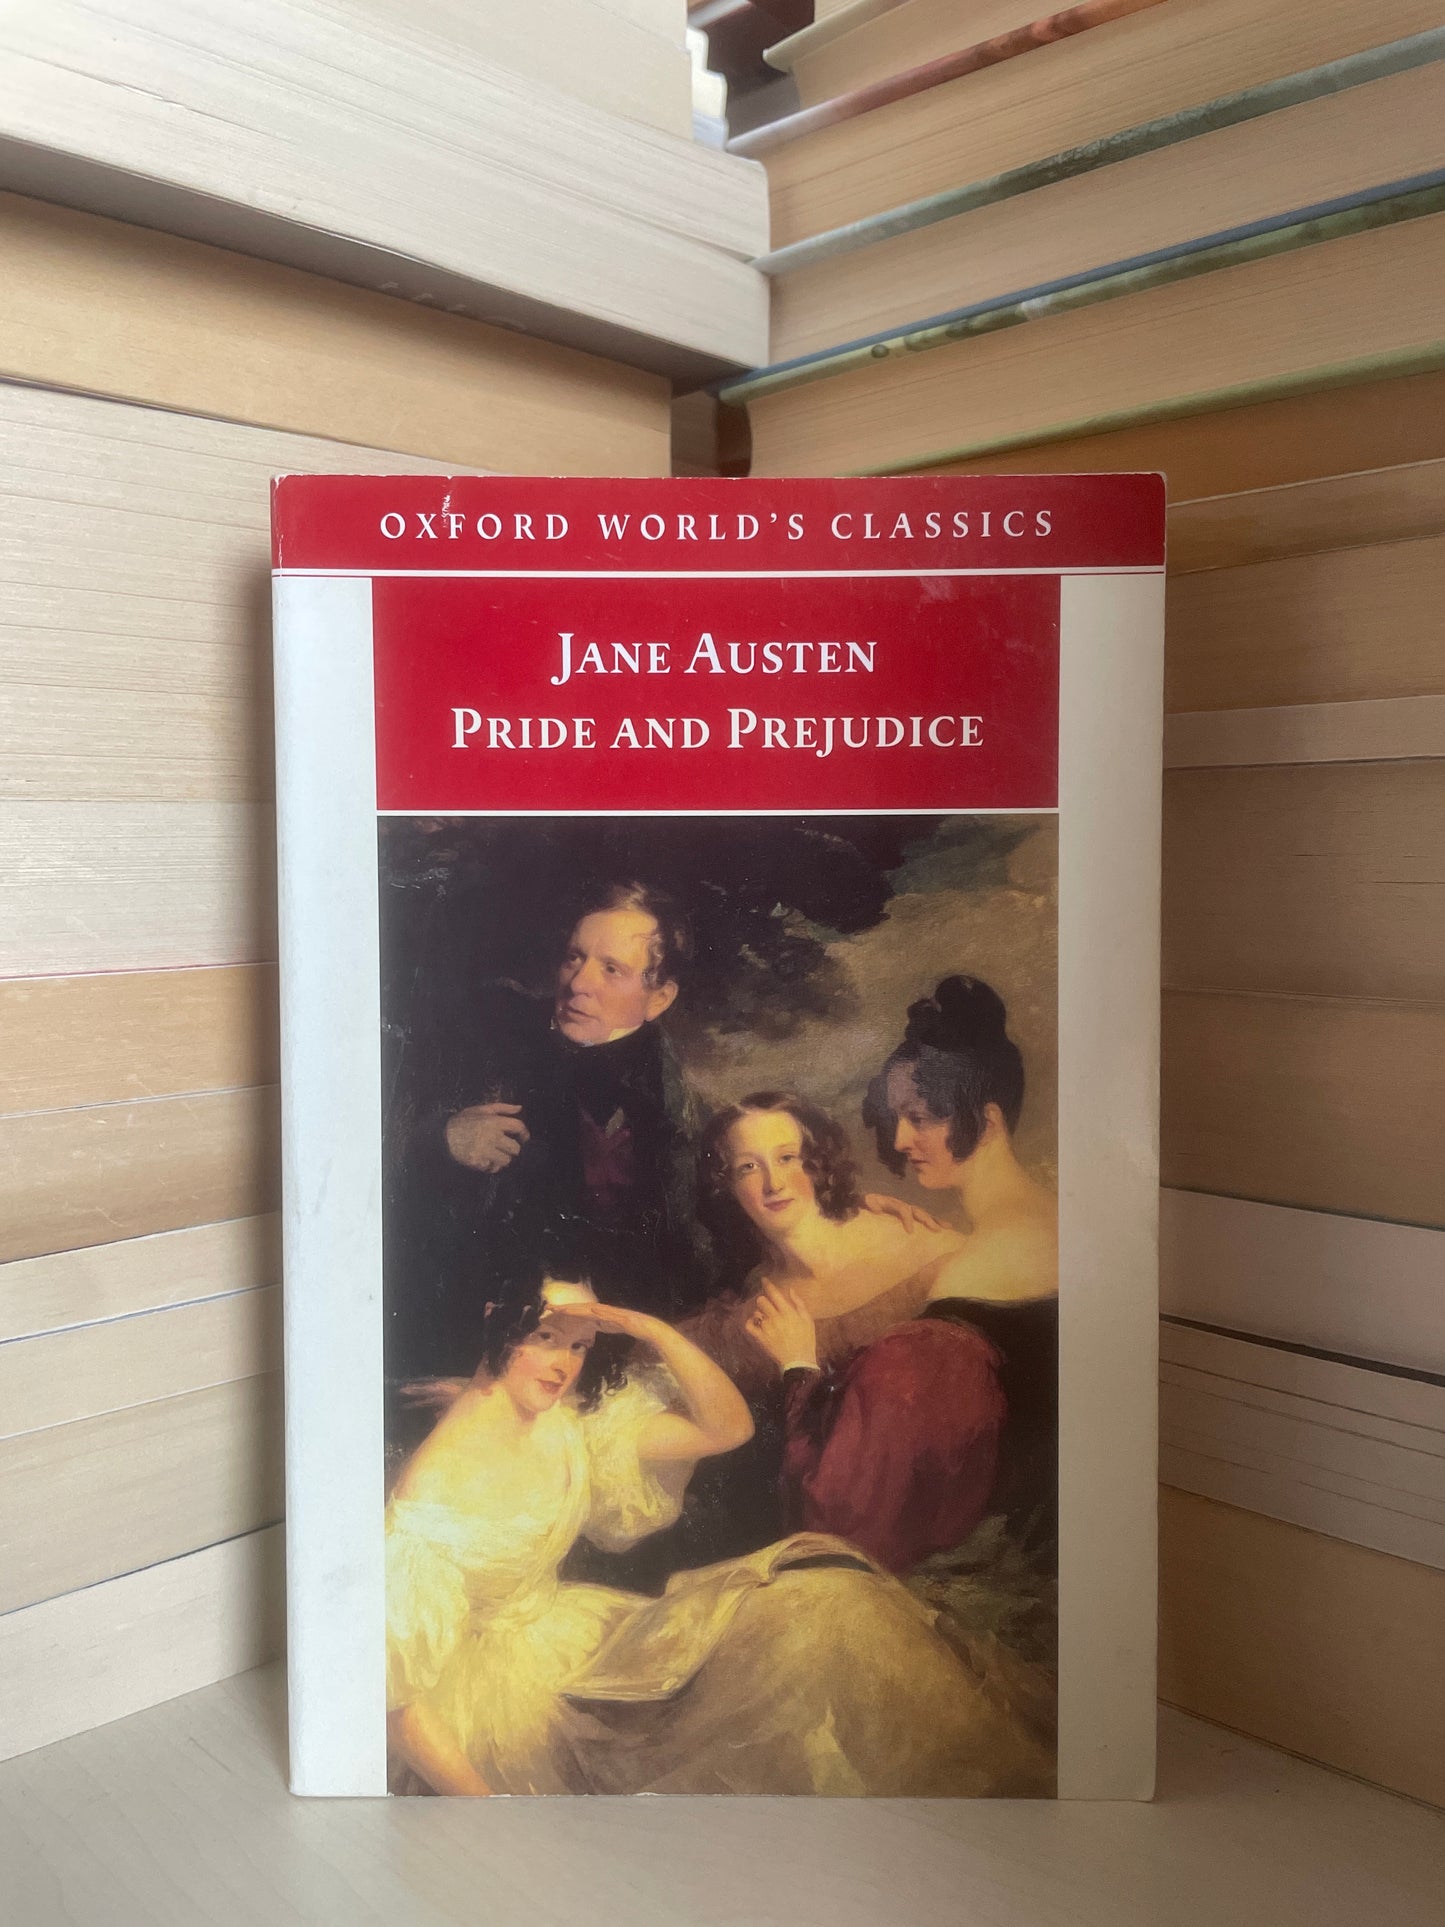 OXFORD WORLD'S CLASSICS
JANE AUSTEN
PRIDE AND PREJUDICE